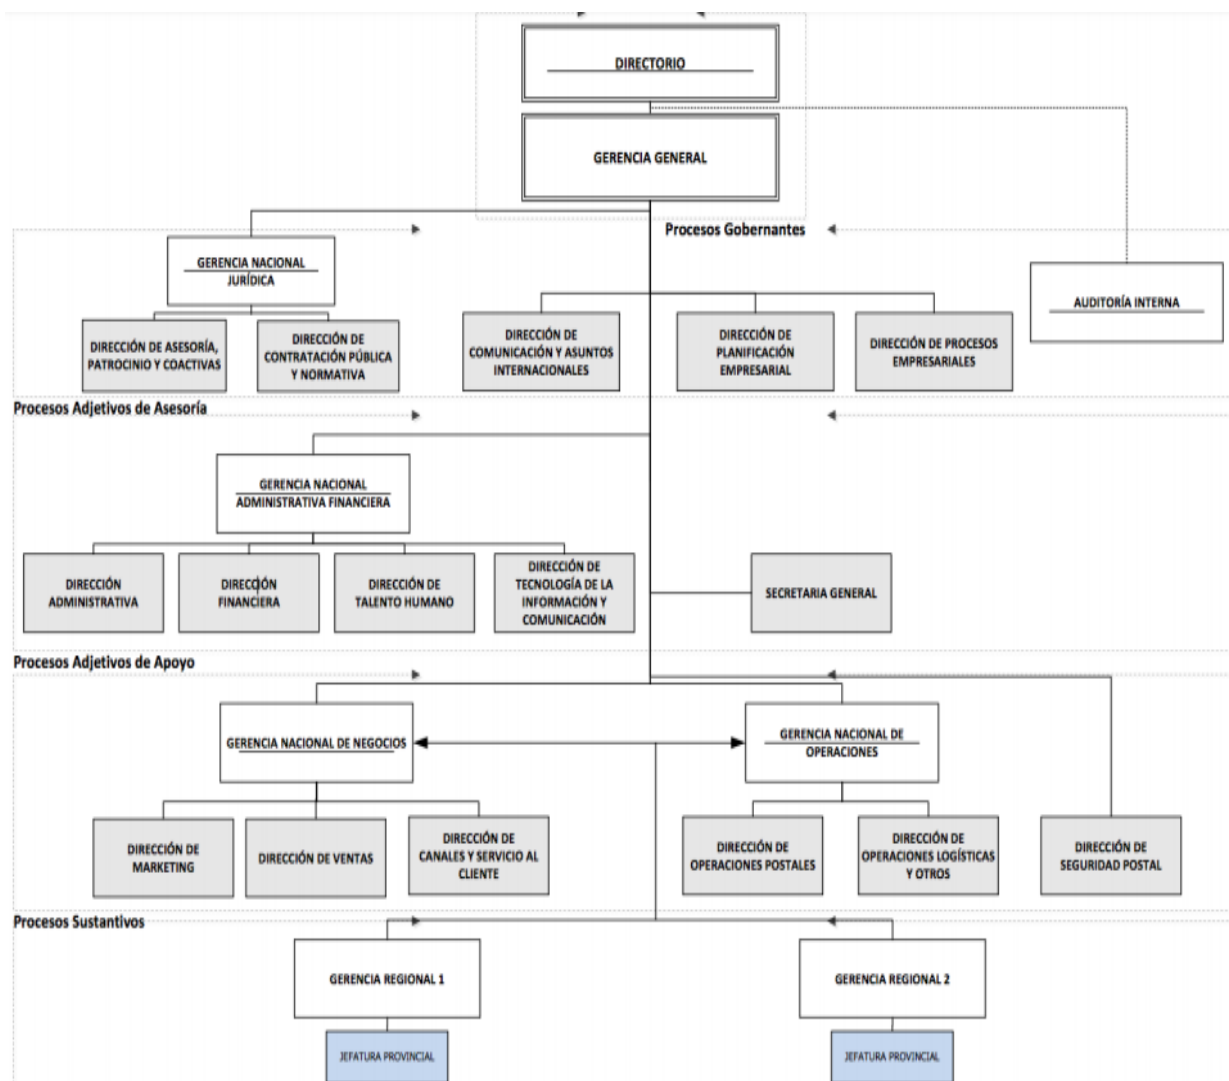 DIRECTORIO
GERENCIA GENERAL
Procesos Gobernantes
GERENCIA NACIONAL
JURÍDICA
AUDITORÍA INTERNA
DIRECCIÓN DE ASESORÍA,
PATROCINIO Y COACTIVAS
DIRECCIÓN DE
CONTRATACIÓN PÚBLICA
Y NORMATIVA
DIRECCIÓN DE
COMUNICACIÓN Y ASUNTOS
INTERNACIONALES
DIRECCIÓN DE
PLANIFICACIÓN
EMPRESARIAL
DIRECCIÓN DE PROCESOS
EMPRESARIALES
Procesos Adjetivos de Asesoría
GERENCIA NACIONAL
ADMINISTRATIVA FINANCIERA
DIRECCIÓN
ADMINISTRATIVA
DIRECCIÓN
FINANCIERA
DIRECCIÓN DE
TALENTO HUMANO
DIRECCIÓN DE
TECNOLOGÍA DE LA
INFORMACIÓN Y
COMUNICACIÓN
SECRETARIA GENERAL
Procesos Adjetivos de Apoyo
GERENCIA NACIONAL DE NEGOCIOS
GERENCIA NACIONAL DE
OPERACIONES
DIRECCIÓN DE
MARKETING
DIRECCIÓN DE VENTAS
DIRECCIÓN DE
CANALES Y SERVICIO AL
CLIENTE
DIRECCIÓN DE
OPERACIONES POSTALES
DIRECCIÓN DE
OPERACIONES LOGÍSTICAS
Y OTROS
DIRECCIÓN DE
SEGURIDAD POSTAL
Procesos Sustantivos
GERENCIA REGIONAL 1
GERENCIA REGIONAL 2
JEFATURA PROVINCIAL
JEFATURA PROVINCIAL